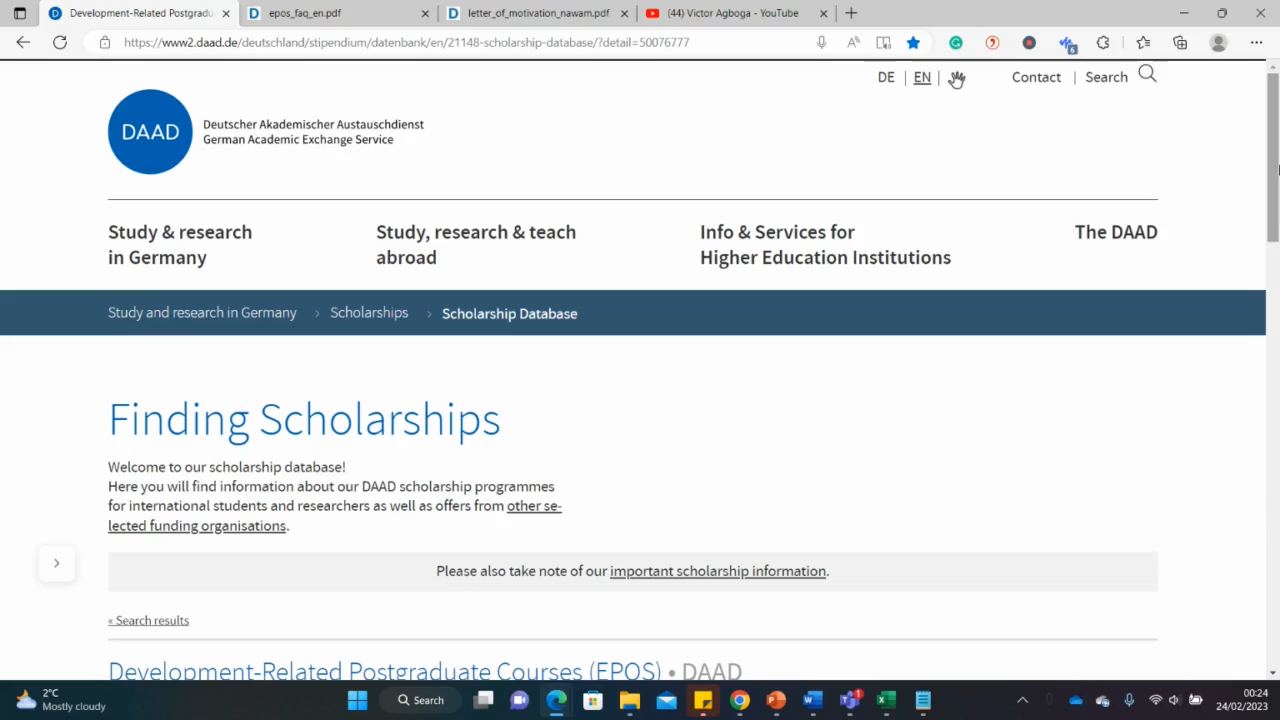 Development-Related Postgradu
epos_faq_en.pdf
letter_of_motivation_nawam.pdf
(44) Victor Agboga - YouTube
https://www2.daad.de/deutschland/stipendium/datenbank/en/21148-scholarship-database/?detail=50076777
6
DE | EN |
Contact | Search
DAAD
Deutscher Akademischer Austauschdienst
German Academic Exchange Service
Study & research
in Germany
Study, research & teach
abroad
Info & Services for
Higher Education Institutions
The DAAD
Study and research in Germany › Scholarships › Scholarship Database
Finding Scholarships
Welcome to our scholarship database!
Here you will find information about our DAAD scholarship programmes
for international students and researchers as well as offers from other se-
lected funding organisations.
Please also take note of our important scholarship information.
« Search results
Development-Related Postgraduate Courses (EPOS) • DAAD
2°C
Mostly cloudy
Search
1
00:24
24/02/2023